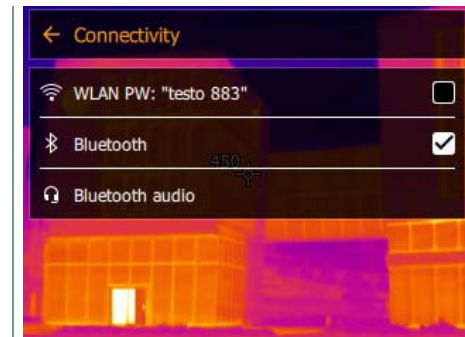 Connectivity
WLAN PW: "testo 883"
Bluetooth
450
Bluetooth audio